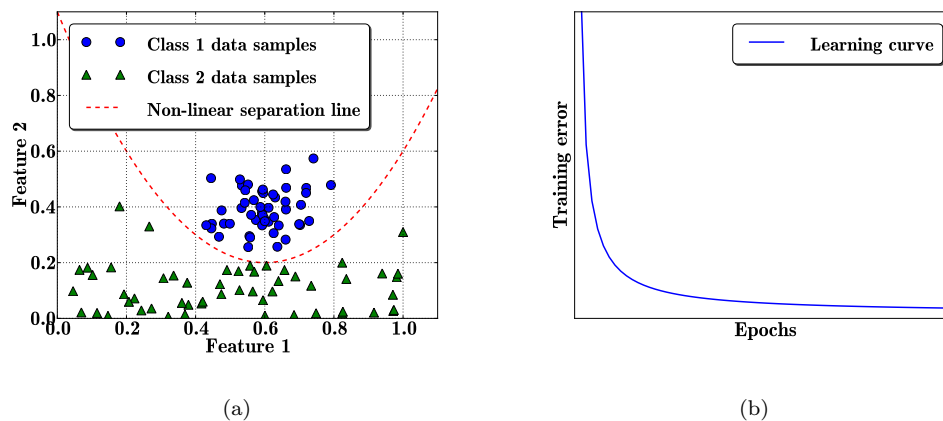 Class 1 data samples
Class 2 data samples
Non-linear separation line
Feature 2
1.0
0.8
0.6
0.4
0.2
0.0
0.0 0.2 0.4 0.6 0.8 1.0
Feature 1
(a)
Learning curve
Training error
Epochs
(b)